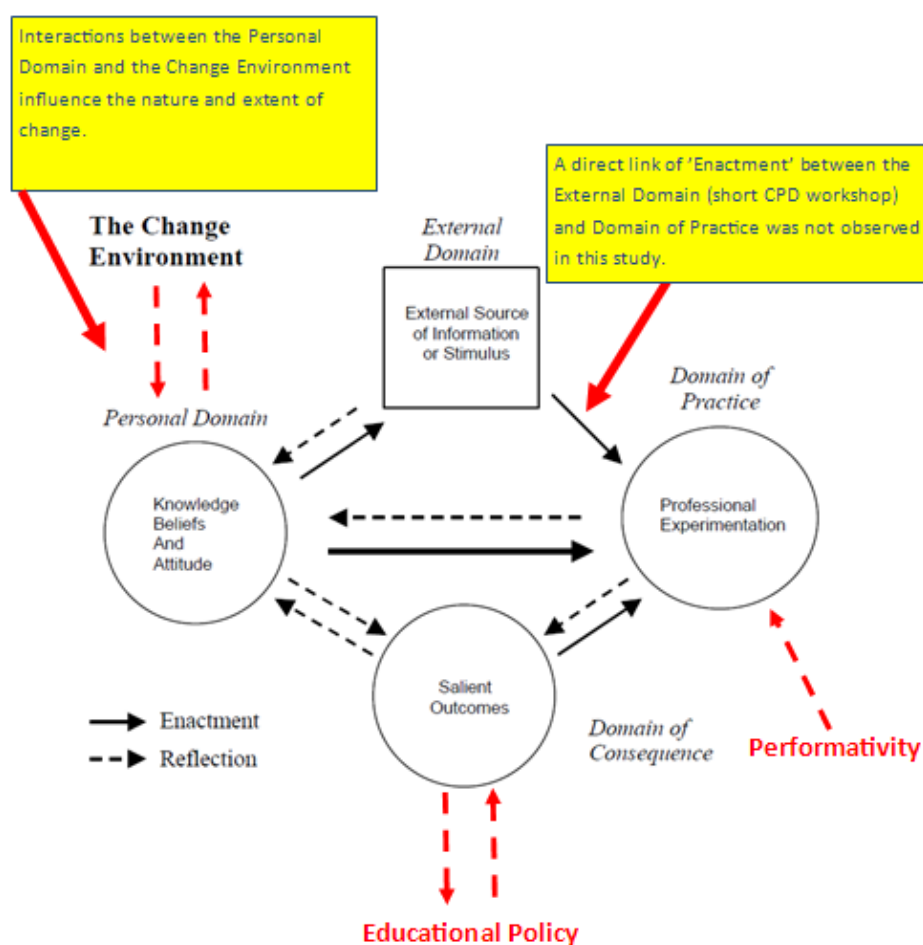 Interactions between the Personal
Domain and the Change Environment
influence the nature and extent of
change.
A direct link of ’Enactment’ between the
External Domain (short CPD workshop)
and Domain of Practice was not observed
in this study.
The Change
Environment
External
Domain
External Source
of Information
or Stimulus
Domain of
Practice
Personal Domain
Knowledge
Beliefs
And
Attitude
Professional
Experimentation
Salient
Outcomes
Enactment
Reflection
Domain of
Consequence
Performativity
Educational Policy